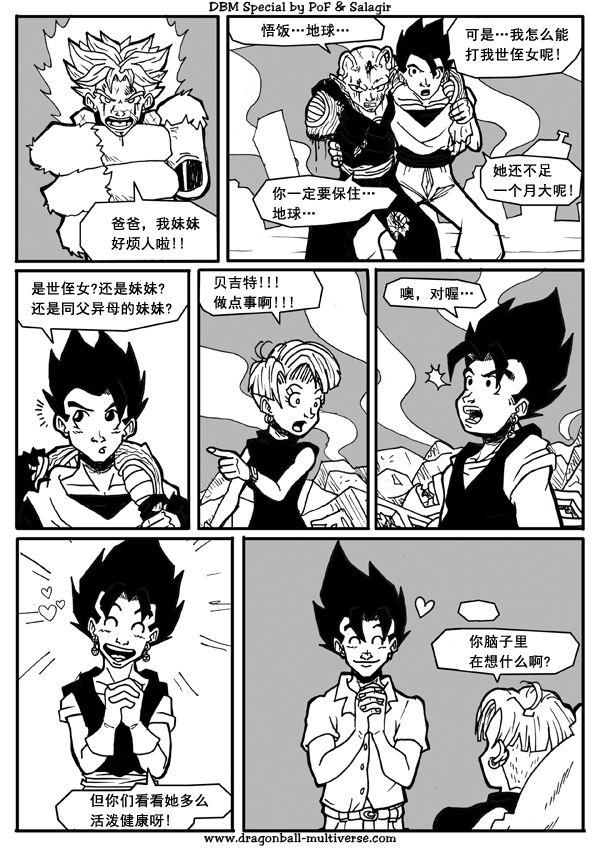 DBM Special by PoF & Salagir
爸爸，我妹妹
好烦人啦!!
悟饭…地球…
可是…我怎么能
打我世侄女呢!
你一定要保住…
地球…
她还不足
一个月大呢!
是世侄女?还是妹妹?
还是同父异母的妹妹?
贝吉特!!!
做点事啊!!!
噢，对喔…
但你们看看她多么
活泼健康呀!
你脑子里
在想什么啊?
www.dragonball-multiverse.com